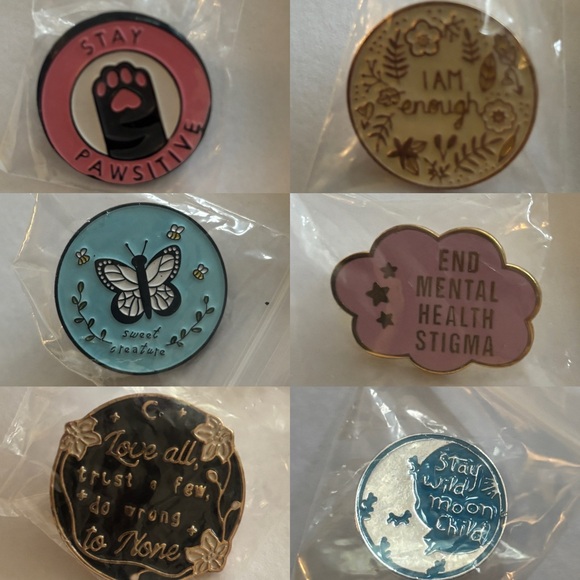 STAY
PAWSITIVE
I AM
enough
sweet
creature
END
MENTAL
HEALTH
STIGMA
Love all,
trust a few,
do wrong
to None
Stay
wild
moon
child